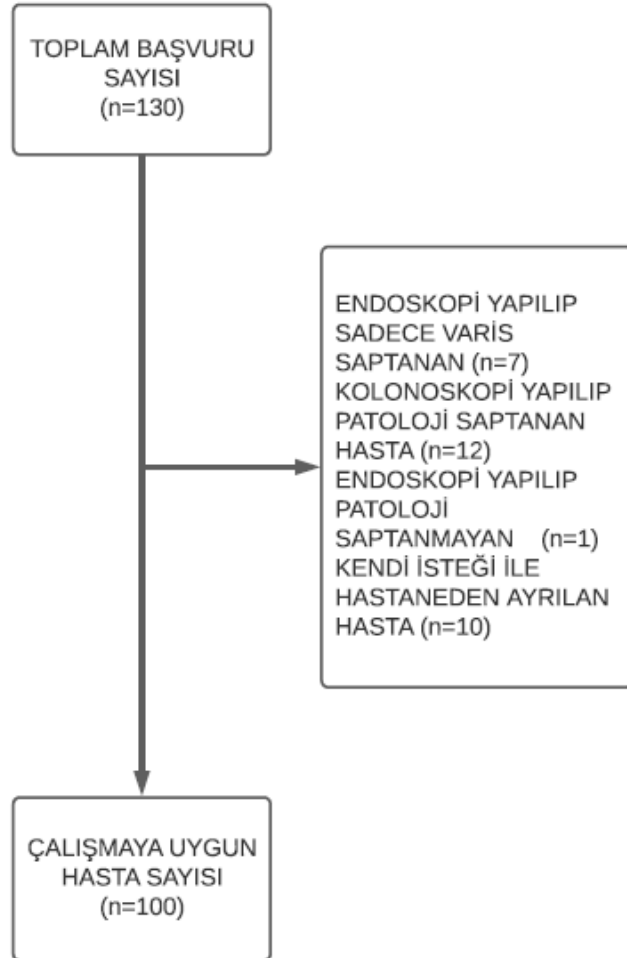 TOPLAM BAŞVURU
SAYISI
(n=130)
ENDOSKOPİ YAPILIP
SADECE VARİS
SAPTANAN (n=7)
KOLONOSKOPİ YAPILIP
PATOLOJİ SAPTANAN
HASTA (n=12)
ENDOSKOPİ YAPILIP
PATOLOJİ
SAPTANMAYAN (n=1)
KENDİ İSTEĞİ İLE
HASTANEDEN AYRILAN
HASTA (n=10)
ÇALIŞMAYA UYGUN
HASTA SAYISI
(n=100)